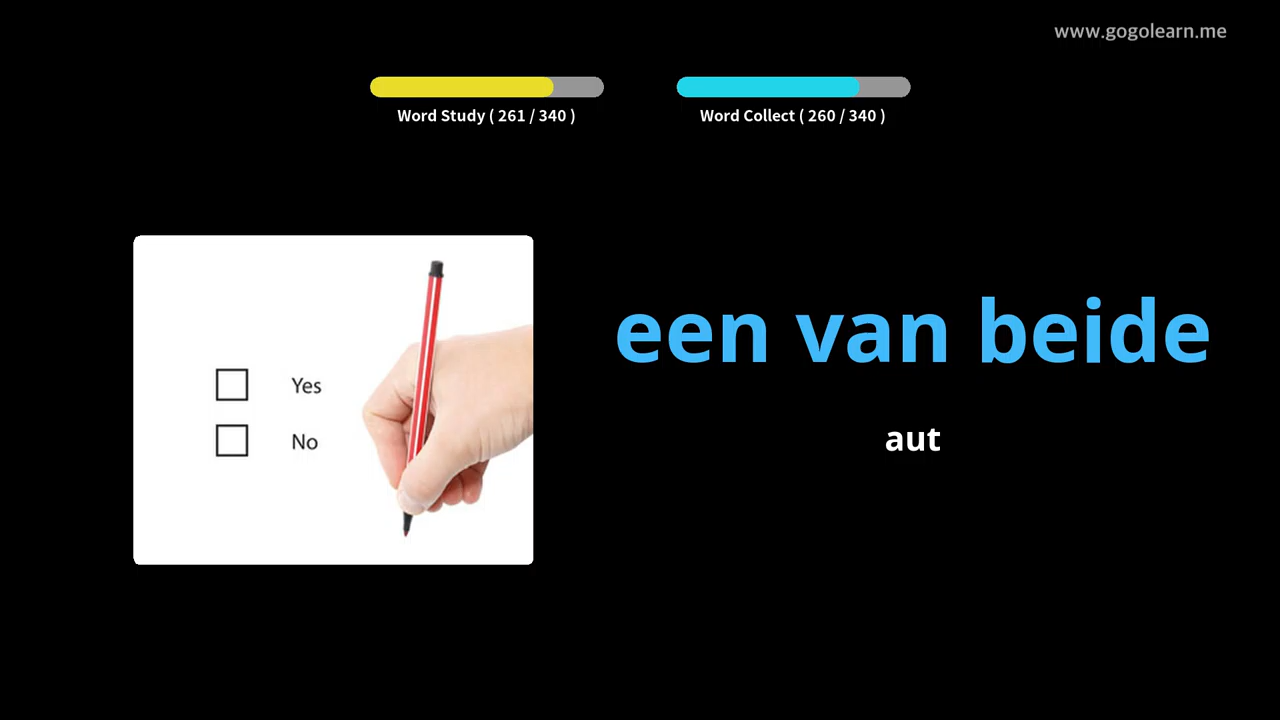 www.gogolearn.me
Word Study ( 261 / 340 )
Word Collect ( 260 / 340 )
een van beide
aut
Yes
No